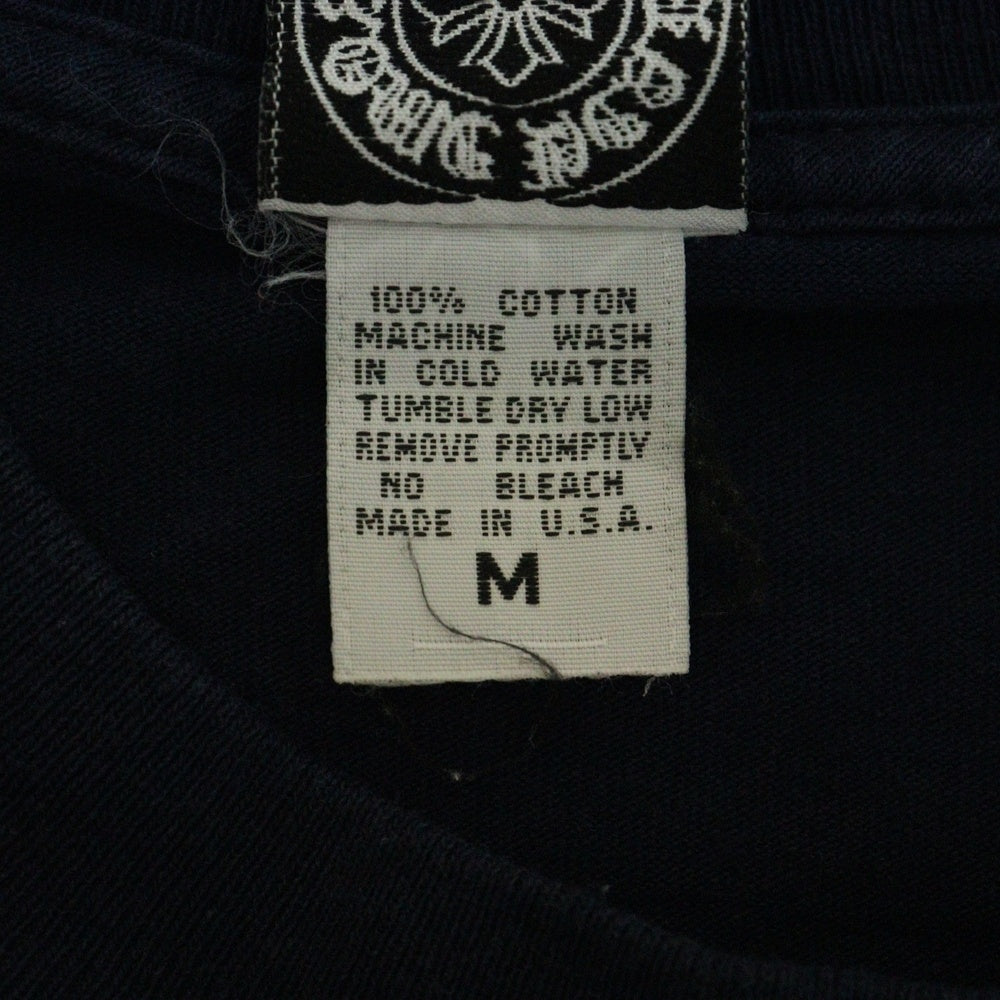 100% COTTON
MACHINE WASH
IN COLD WATER
TUMBLE DRY LOW
REMOVE PROMPTLY
NO BLEACH
MADE IN U.S.A.
M